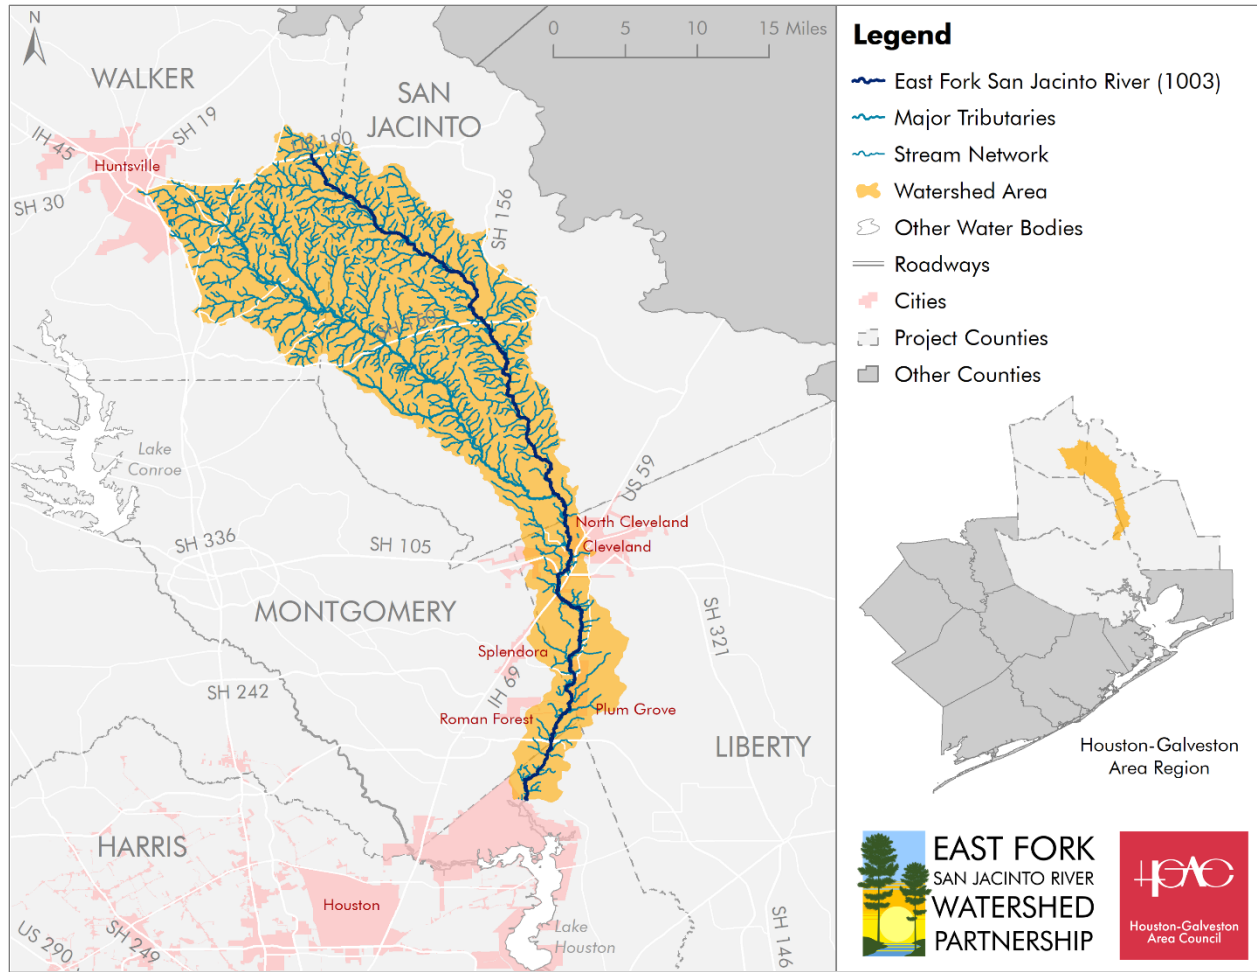 N
0 5 10 15 Miles
WALKER
SAN
JACINTO
SH 19
IH 45
190
Huntsville
SH 30
SH 156
SH 150
Lake
Conroe
US 59
North Cleveland
Cleveland
SH 336
SH 105
MONTGOMERY
SH 321
Splendora
IH 69
SH 242
Roman Forest
Plum Grove
LIBERTY
HARRIS
Houston
US 290
SH 249
Lake
Houston
SH 146
Legend
East Fork San Jacinto River (1003)
Major Tributaries
Stream Network
Watershed Area
Other Water Bodies
Roadways
Cities
Project Counties
Other Counties
Houston-Galveston
Area Region
EAST FORK
SAN JACINTO RIVER
WATERSHED
PARTNERSHIP
HGAC
Houston-Galveston
Area Council